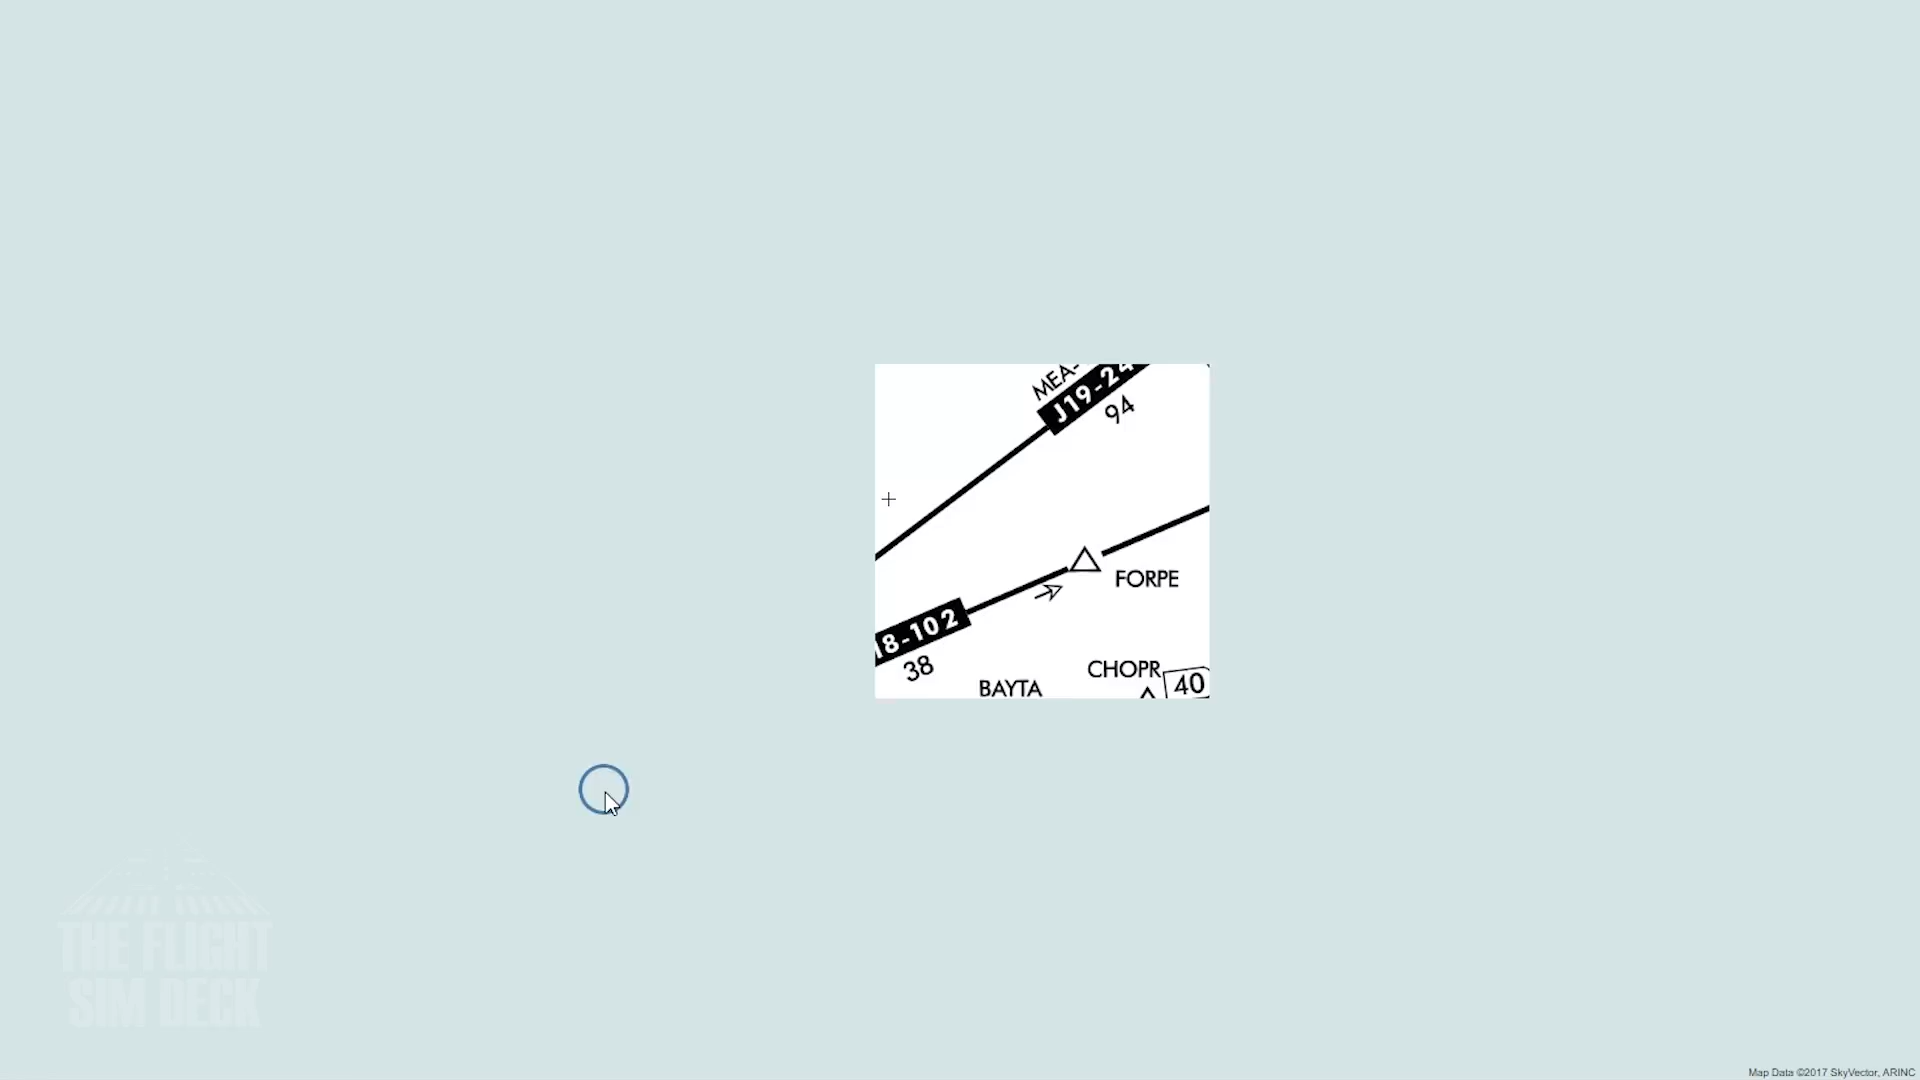 MEA-
J19-24
94
FORPE
18-102
38
CHOPR
40
BAYTA
THE FLIGHT
SIM DECK
Map Data ©2017 SkyVector, ARINC